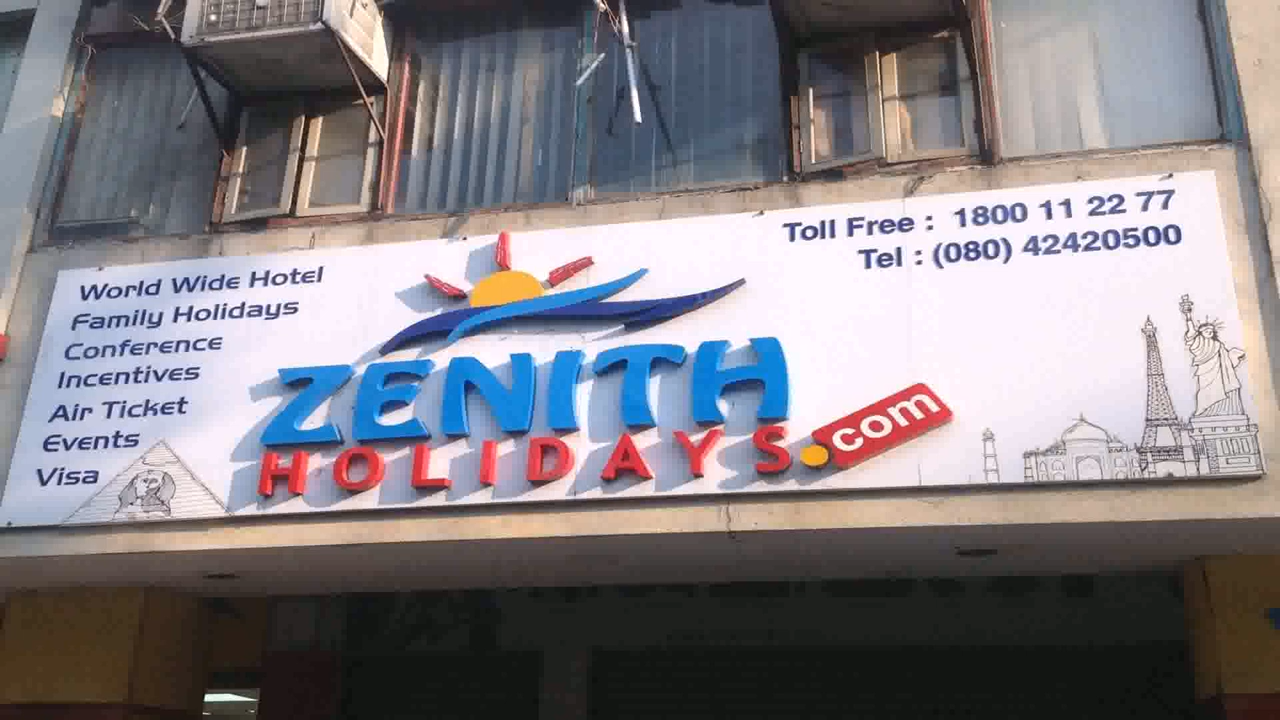 World Wide Hotel
Family Holidays
Conference
Incentives
Air Ticket
Events
Visa
ZENITH
HOLIDAYS.com
Toll Free : 1800 11 22 77
Tel : (080) 42420500